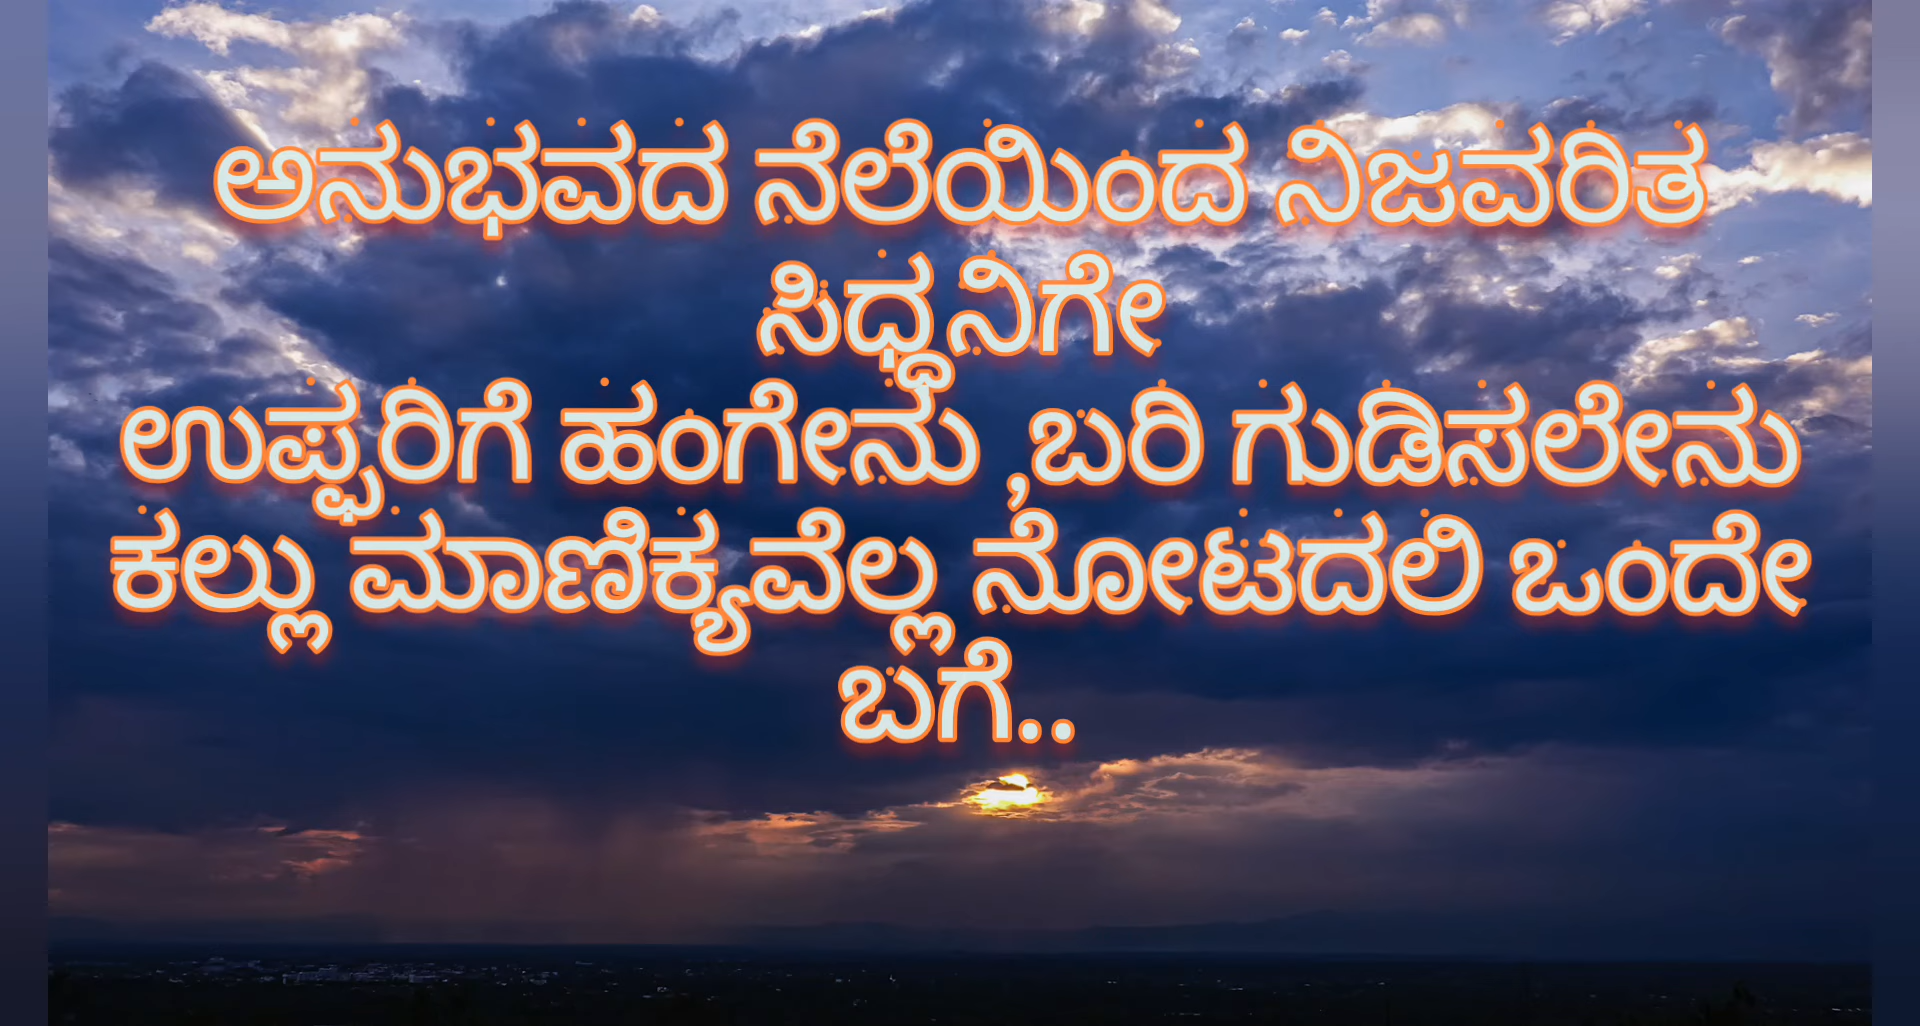 ಅನುಭವದ ನೆಲೆಯಿಂದ ನಿಜವರಿತ
ಸಿದ್ಧನಿಗೇ
ಉಪ್ಪರಿಗೆ ಹಂಗೇನು ,ಬರಿ ಗುಡಿಸಲೇನು
ಕಲ್ಲು ಮಾಣಿಕ್ಯವೆಲ್ಲ ನೋಟದಲಿ ಒಂದೇ
ಬಗೆ..